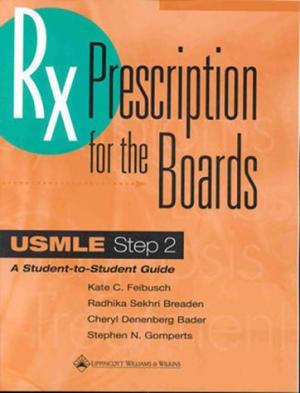 Rx Prescription
for the
Boards
USMLE Step 2
A Student-to-Student Guide
Kate C. Feibusch
Radhika Sekhri Breaden
Cheryl Denenberg Bader
Stephen N. Gomperts
LIPPINCOTT WILLIAMS & WILKINS